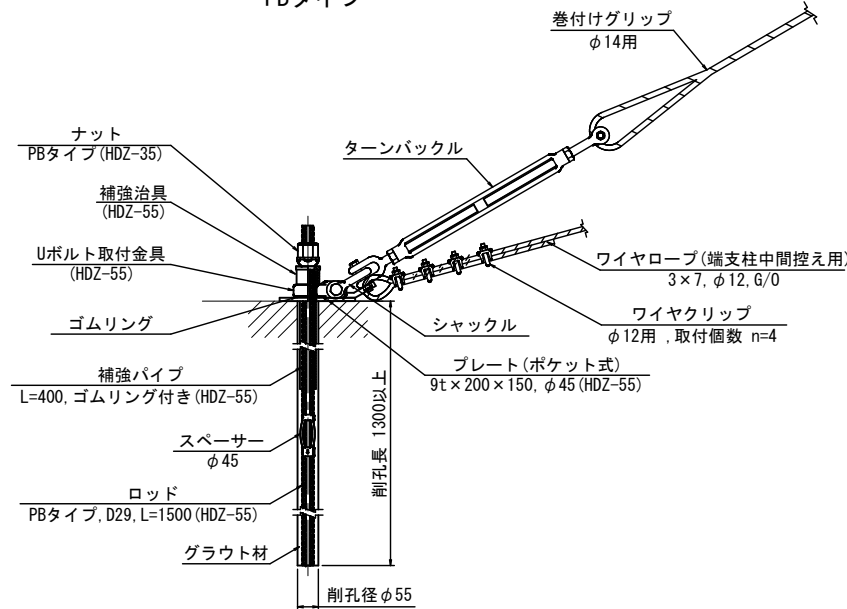 PBタイプ
巻付けグリップ
φ14用
ナット
PBタイプ(HDZ-35)
ターンバックル
補強治具
(HDZ-55)
Uボルト取付金具
(HDZ-55)
ワイヤロープ(端支柱中間控え用)
3×7, φ12, G/O
ゴムリング
シャックル
ワイヤクリップ
φ12用 , 取付個数 n=4
プレート(ポケット式)
9t×200×150, φ45(HDZ-55)
補強パイプ
L=400, ゴムリング付き(HDZ-55)
削孔長 1300以上
スペーサー
φ45
ロッド
PBタイプ, D29, L=1500(HDZ-55)
グラウト材
削孔径φ55